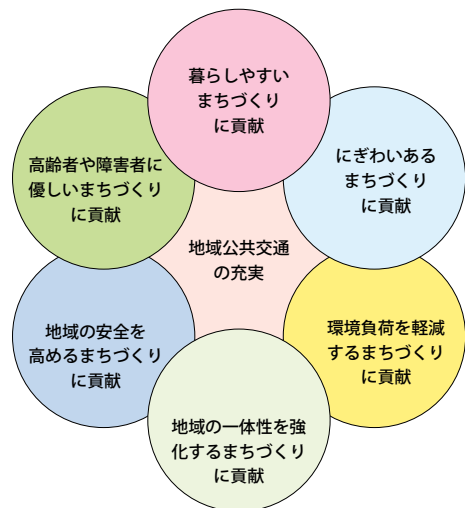 暮らしやすい
まちづくり
に貢献
にぎわいある
まちづくり
に貢献
環境負荷を軽減
するまちづくり
に貢献
地域の一体性を強
化するまちづくり
に貢献
地域の安全を
高めるまちづくり
に貢献
高齢者や障害者に
優しいまちづくり
に貢献
地域公共交通
の充実